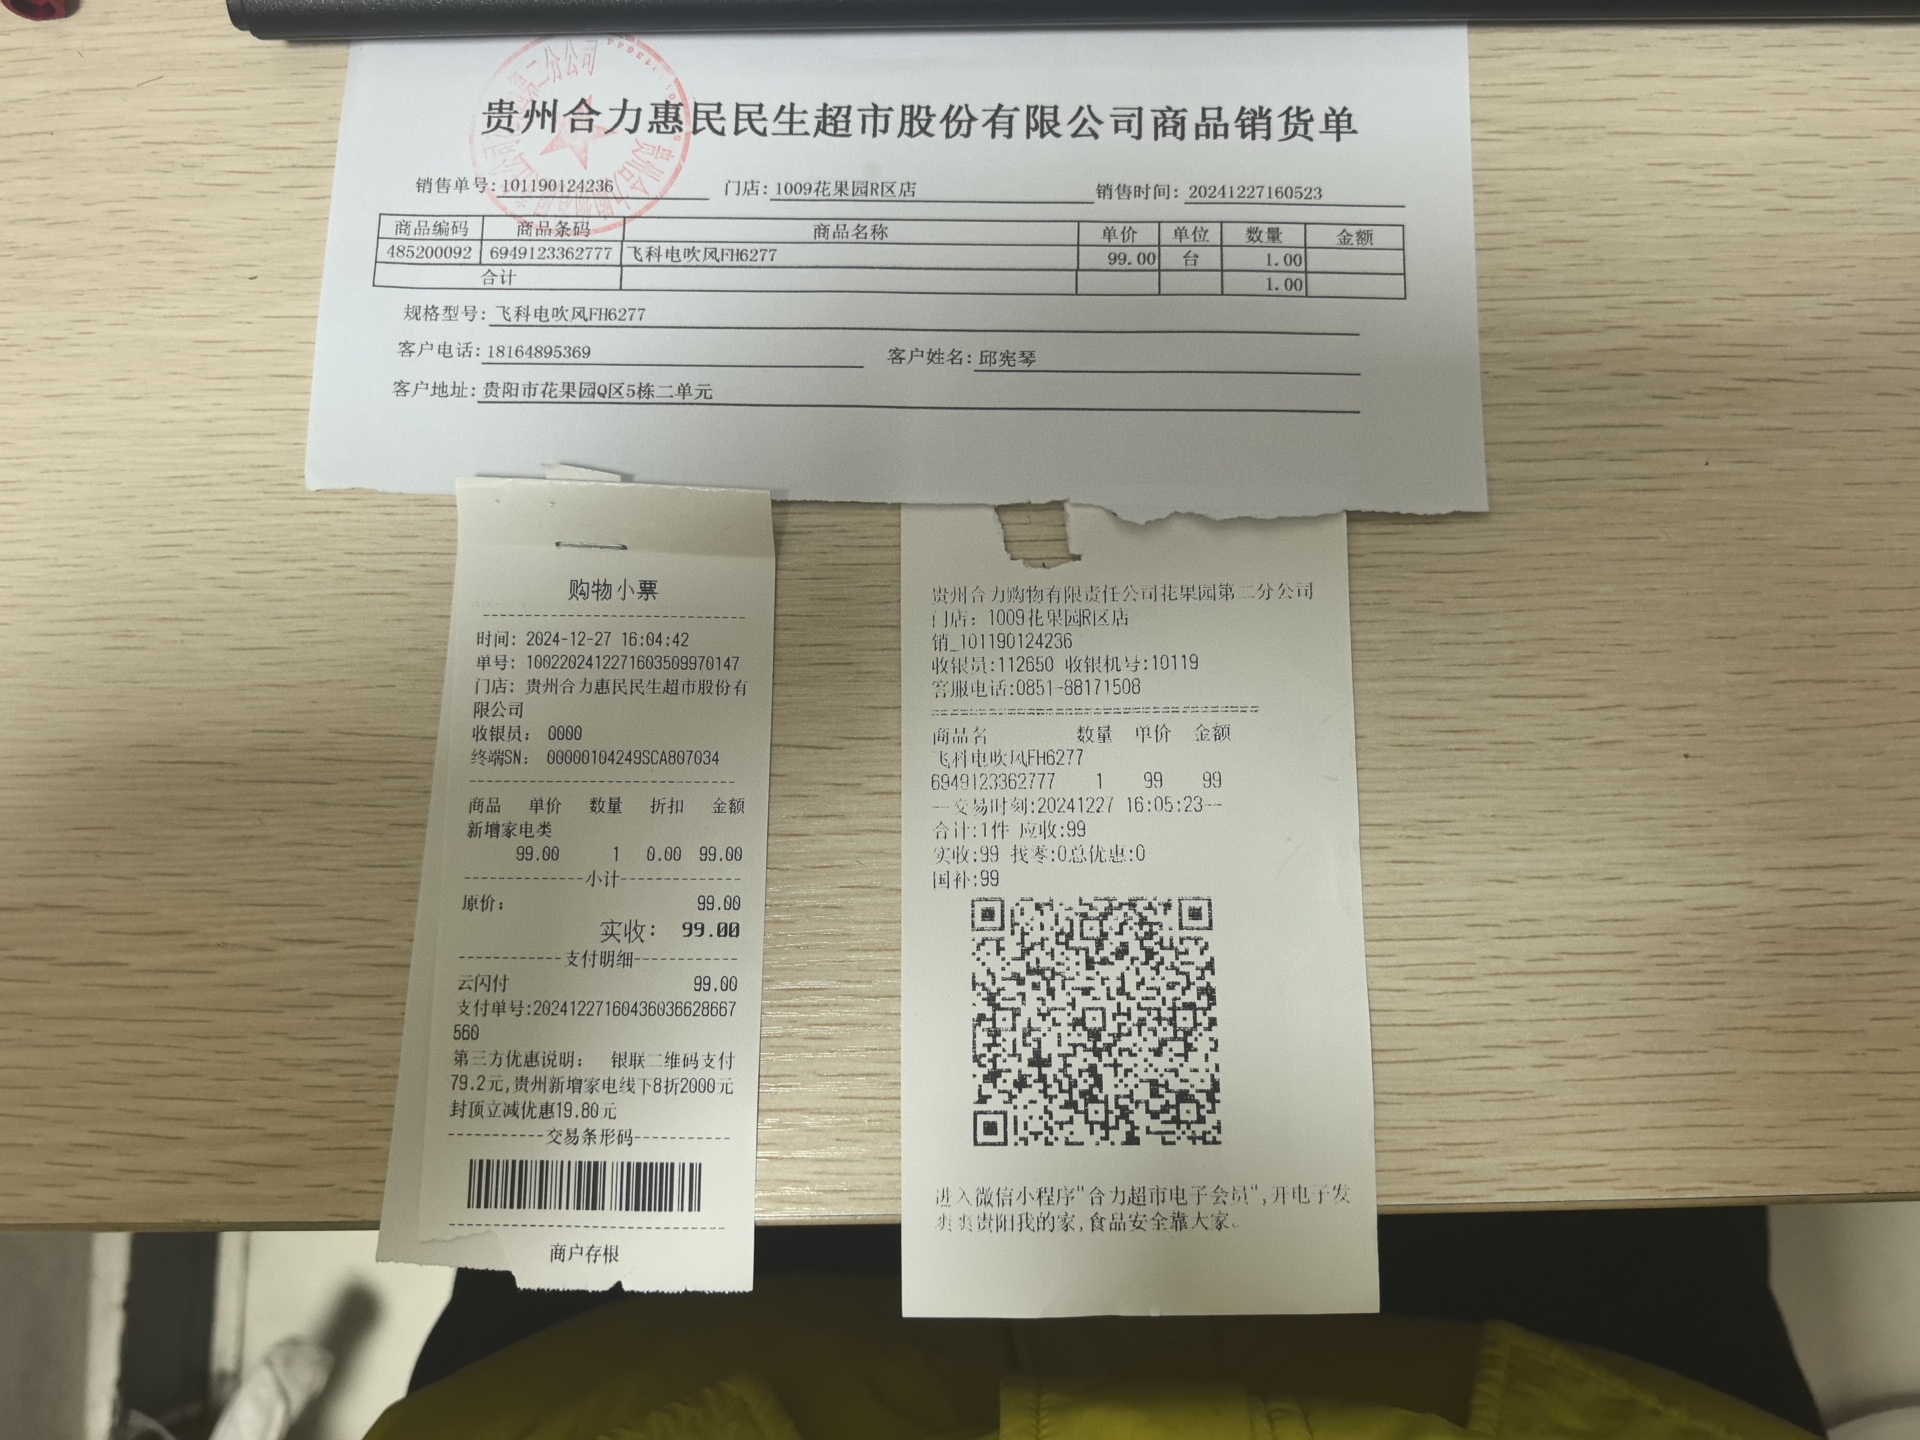 贵州合力惠民民生超市股份有限公司商品销货单
销售单号: 101190124236 门店: 1009花果园R区店 销售时间: 20241227160523
商品编码 商品条码 商品名称 单价 单位 数量 金额
485200092 6949123362777 飞科电吹风FH6277 99.00 台 1.00
合计 1.00
规格型号: 飞科电吹风FH6277
客户电话: 18164895369 客户姓名: 邱宪琴
客户地址: 贵阳市花果园Q区5栋二单元
购物小票
时间: 2024-12-27 16:04:42
单号: 1002202412271603509970147
门店: 贵州合力惠民民生超市股份有
限公司
收银员: 0000
终端SN: 00000104249SCA807034
商品 单价 数量 折扣 金额
新增家电类
99.00 1 0.00 99.00
小计
原价: 99.00
实收: 99.00
支付明细
云闪付 99.00
支付单号:20241227160436036628667
560
第三方优惠说明: 银联二维码支付
79.2元,贵州新增家电线下8折2000元
封顶立减优惠19.80元
交易条形码
商户存根
贵州合力购物有限责任公司花果园第二分公司
门店: 1009花果园R区店
销_101190124236
收银员:112650 收银机号:10119
客服电话:0851-88171508
商品名 数量 单价 金额
飞科电吹风FH6277
6949123362777 1 99 99
--交易时刻:20241227 16:05:23--
合计:1件 应收:99
实收:99 找零:0总优惠:0
国补:99
进入微信小程序"合力超市电子会员",开电子发
爽爽贵阳我的家,食品安全靠大家。